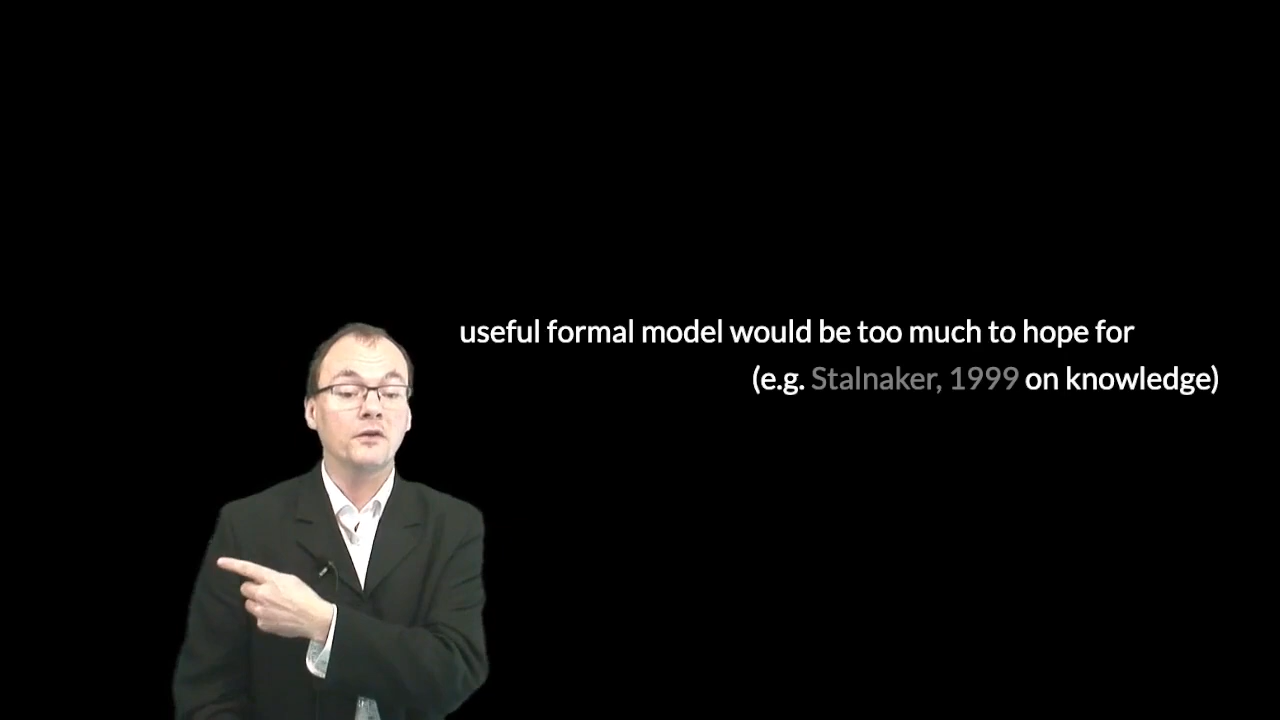 useful formal model would be too much to hope for
(e.g. Stalnaker, 1999 on knowledge)